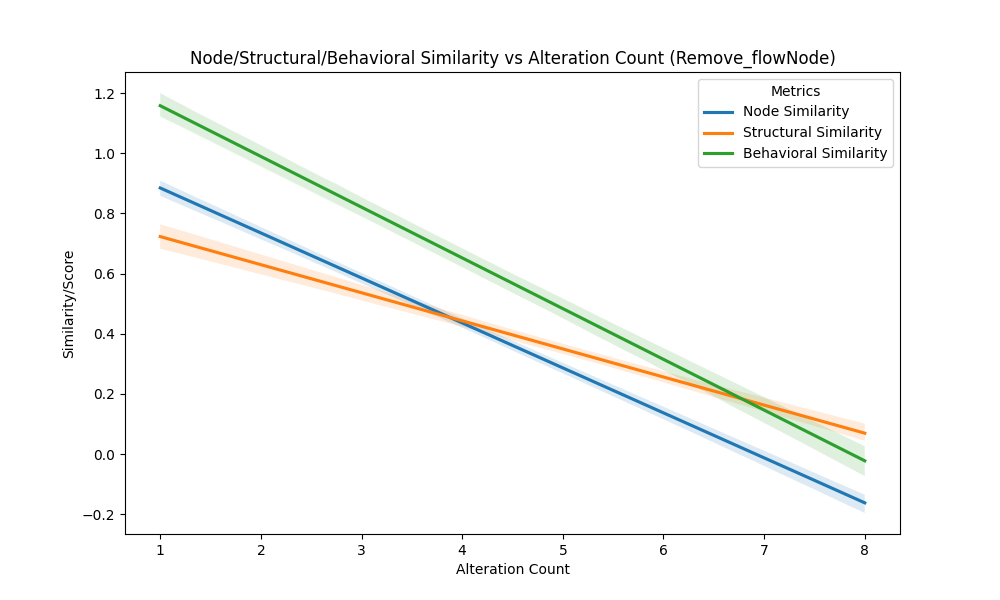 Node/Structural/Behavioral Similarity vs Alteration Count (Remove_flowNode)
Metrics
Node Similarity
Structural Similarity
Behavioral Similarity
Similarity/Score
1.2
1.0
0.8
0.6
0.4
0.2
0.0
−0.2
1 2 3 4 5 6 7 8
Alteration Count